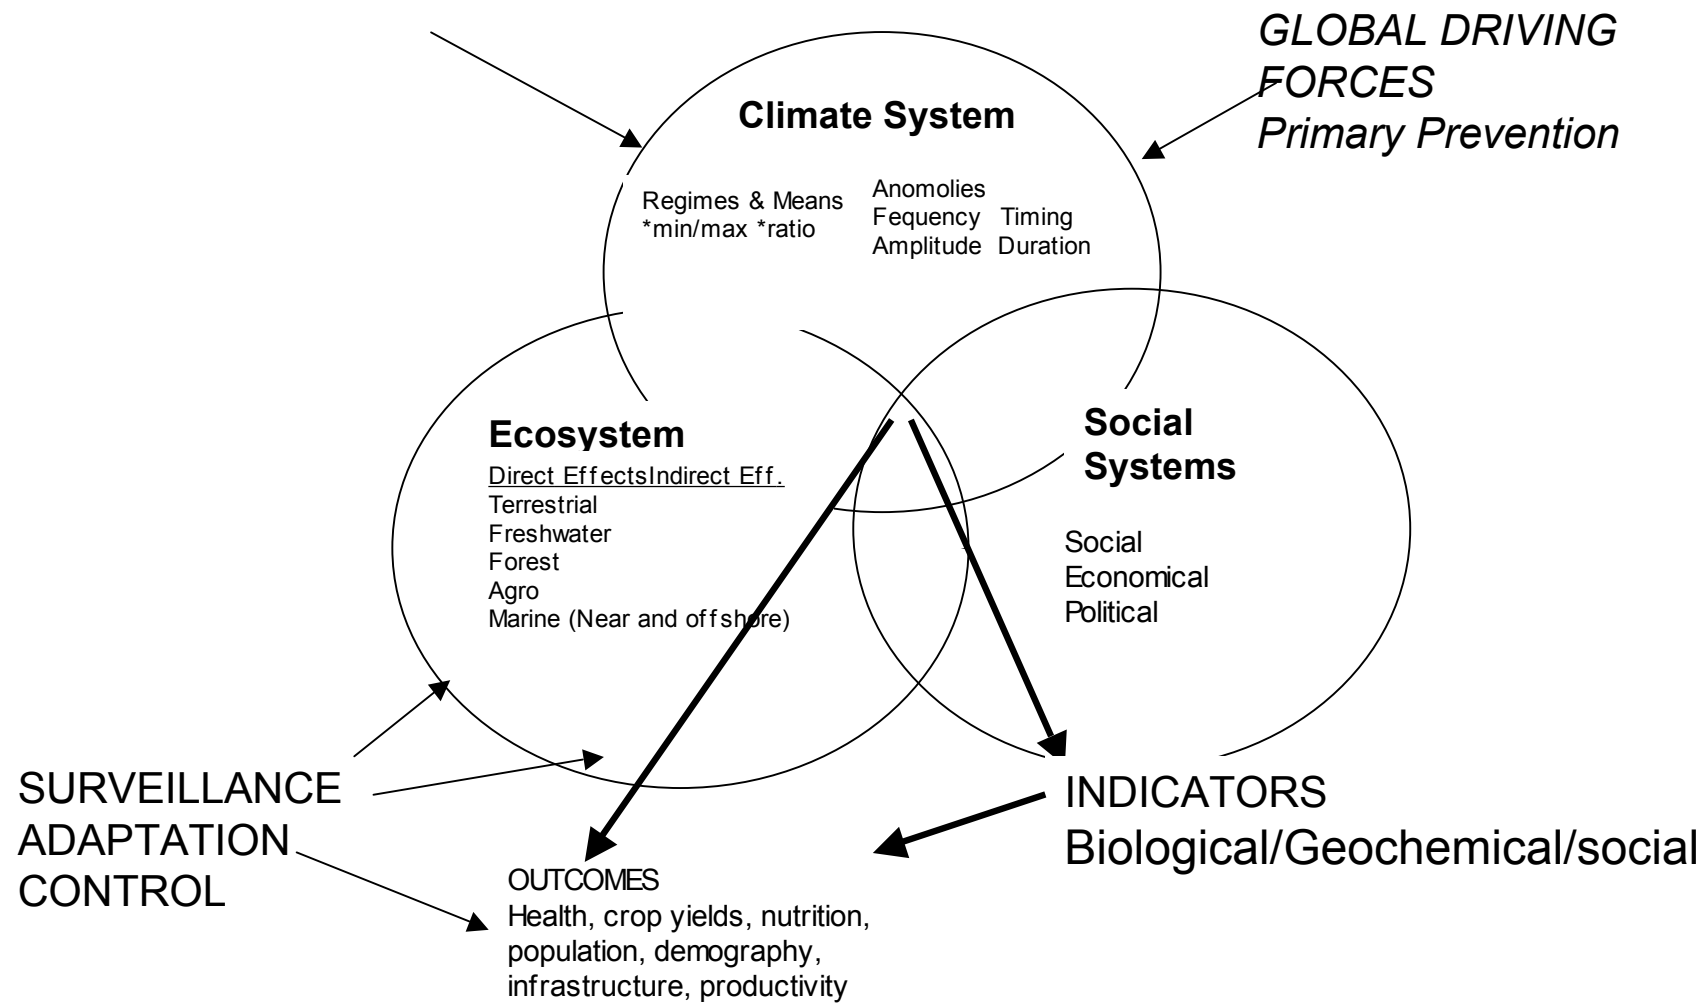 GLOBAL DRIVING
FORCES
Primary Prevention
Climate System
Regimes & Means
*min/max *ratio
Anomolies
Fequency Timing
Amplitude Duration
Ecosystem
Direct EffectsIndirect Eff.
Terrestrial
Freshwater
Forest
Agro
Marine (Near and offshore)
Social
Systems
Social
Economical
Political
SURVEILLANCE
ADAPTATION
CONTROL
INDICATORS
Biological/Geochemical/social
OUTCOMES
Health, crop yields, nutrition,
population, demography,
infrastructure, productivity